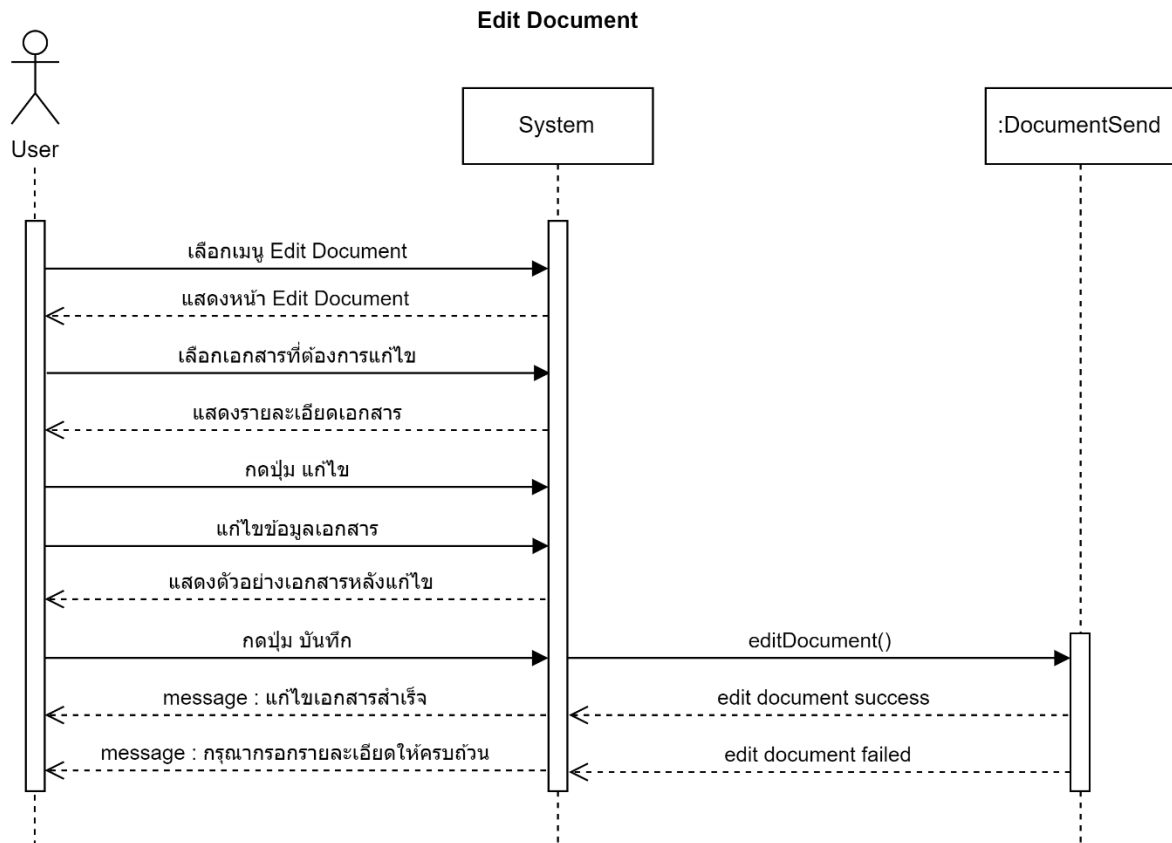 Edit Document
User
System
:DocumentSend
เลือกเมนู Edit Document
แสดงหน้า Edit Document
เลือกเอกสารที่ต้องการแก้ไข
แสดงรายละเอียดเอกสาร
กดปุ่ม แก้ไข
แก้ไขข้อมูลเอกสาร
แสดงตัวอย่างเอกสารหลังแก้ไข
กดปุ่ม บันทึก
editDocument()
message : แก้ไขเอกสารสำเร็จ
edit document success
message : กรุณากรอกรายละเอียดให้ครบถ้วน
edit document failed